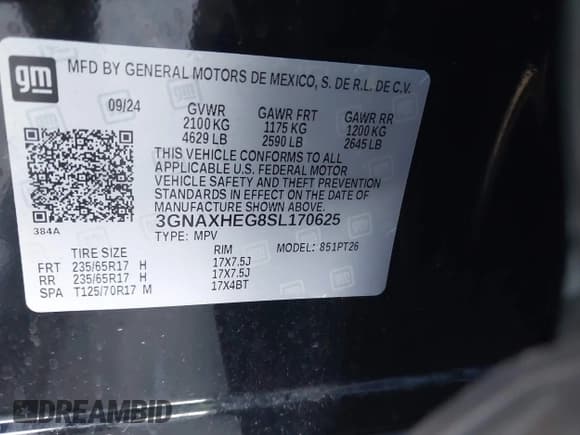 gm
MFD BY GENERAL MOTORS DE MEXICO, S. DE R.L. DE C.V.
09/24 GVWR GAWR FRT GAWR RR
2100 KG 1175 KG 1200 KG
4629 LB 2590 LB 2645 LB
THIS VEHICLE CONFORMS TO ALL
APPLICABLE U.S. FEDERAL MOTOR
VEHICLE SAFETY AND THEFT PREVENTION
STANDARDS IN EFFECT ON THE DATE OF
MANUFACTURE SHOWN ABOVE.
384A 3GNAXHEG8SL170625
TYPE: MPV MODEL: 851PT26
TIRE SIZE RIM
FRT 235/65R17 H 17X7.5J
RR 235/65R17 H 17X7.5J
SPA T125/70R17 M 17X4BT
DREAMBID